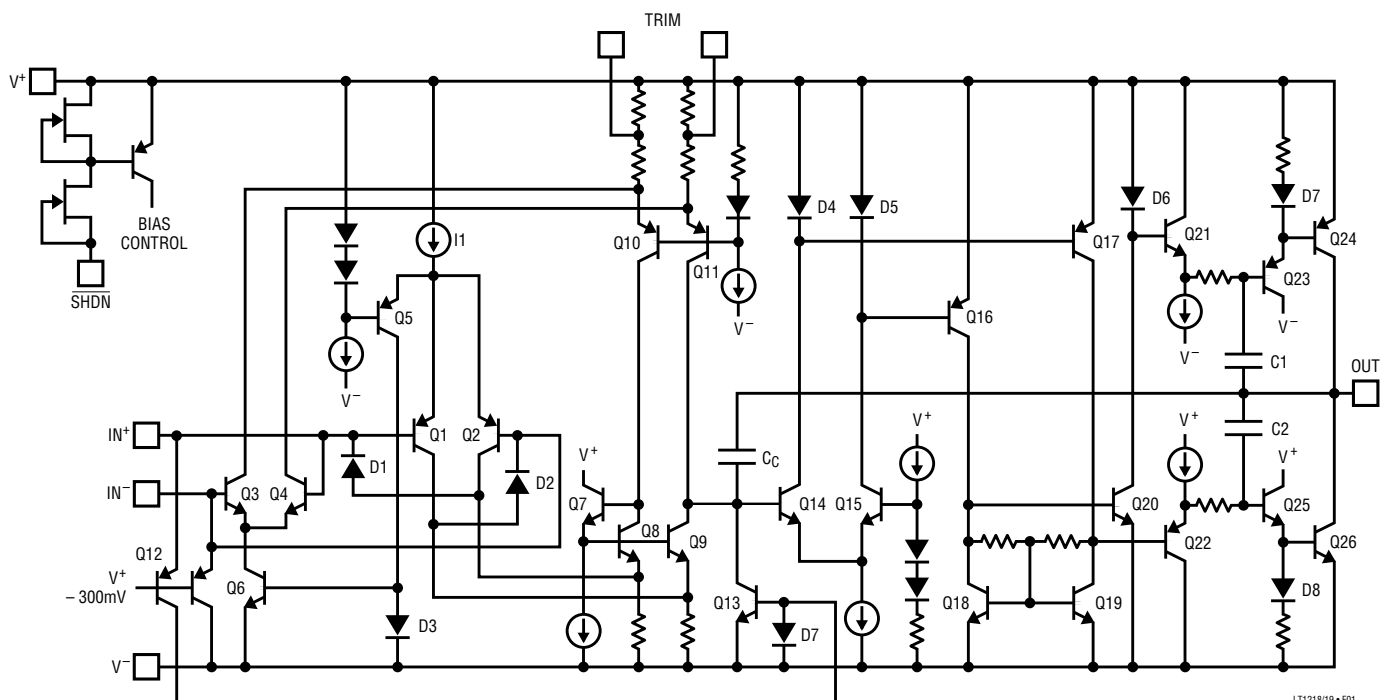 TRIM
V+
BIAS
CONTROL
SHDN
I1
Q10
Q11
D4
D5
Q17
D6
Q21
D7
Q24
Q23
V−
V−
V−
Q5
V−
Q16
C1
OUT
IN+
Q1
Q2
D1
D2
CC
V+
V+
C2
V+
IN−
Q3
Q4
Q7
Q8
Q9
Q14
Q15
Q20
Q25
Q22
Q26
Q12
V+
– 300mV
Q6
D3
Q13
D7
Q18
Q19
D8
V−
LT1218/19 • F01